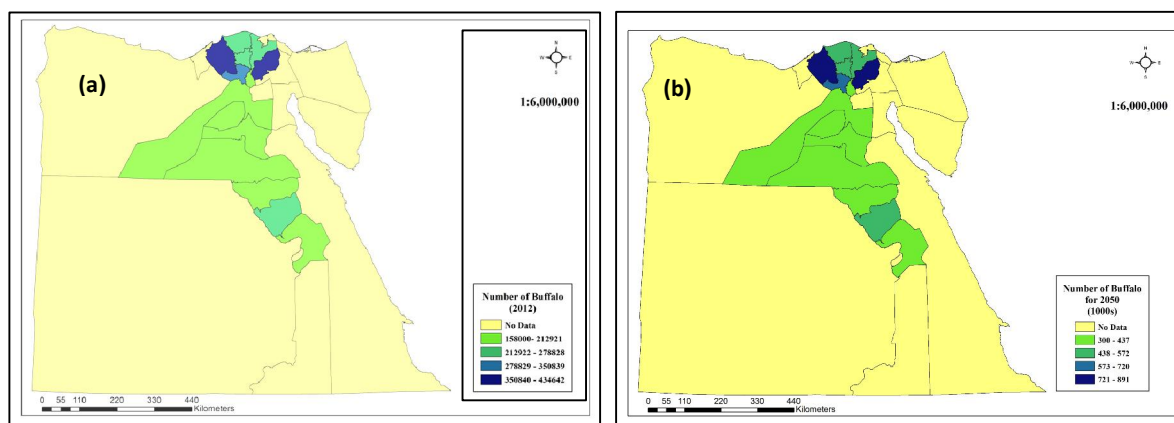 (a)
N
W E
S
1:6,000,000
Number of Buffalo
(2012)
No Data
158000- 212921
212922 - 278828
278829 - 350839
350840 - 434642
0 55 110 220 330 440
Kilometers
(b)
N
W E
S
1:6,000,000
Number of Buffalo
for 2050
(1000s)
No Data
300 - 437
438 - 572
573 - 720
721 - 891
0 55 110 220 330 440
Kilometers